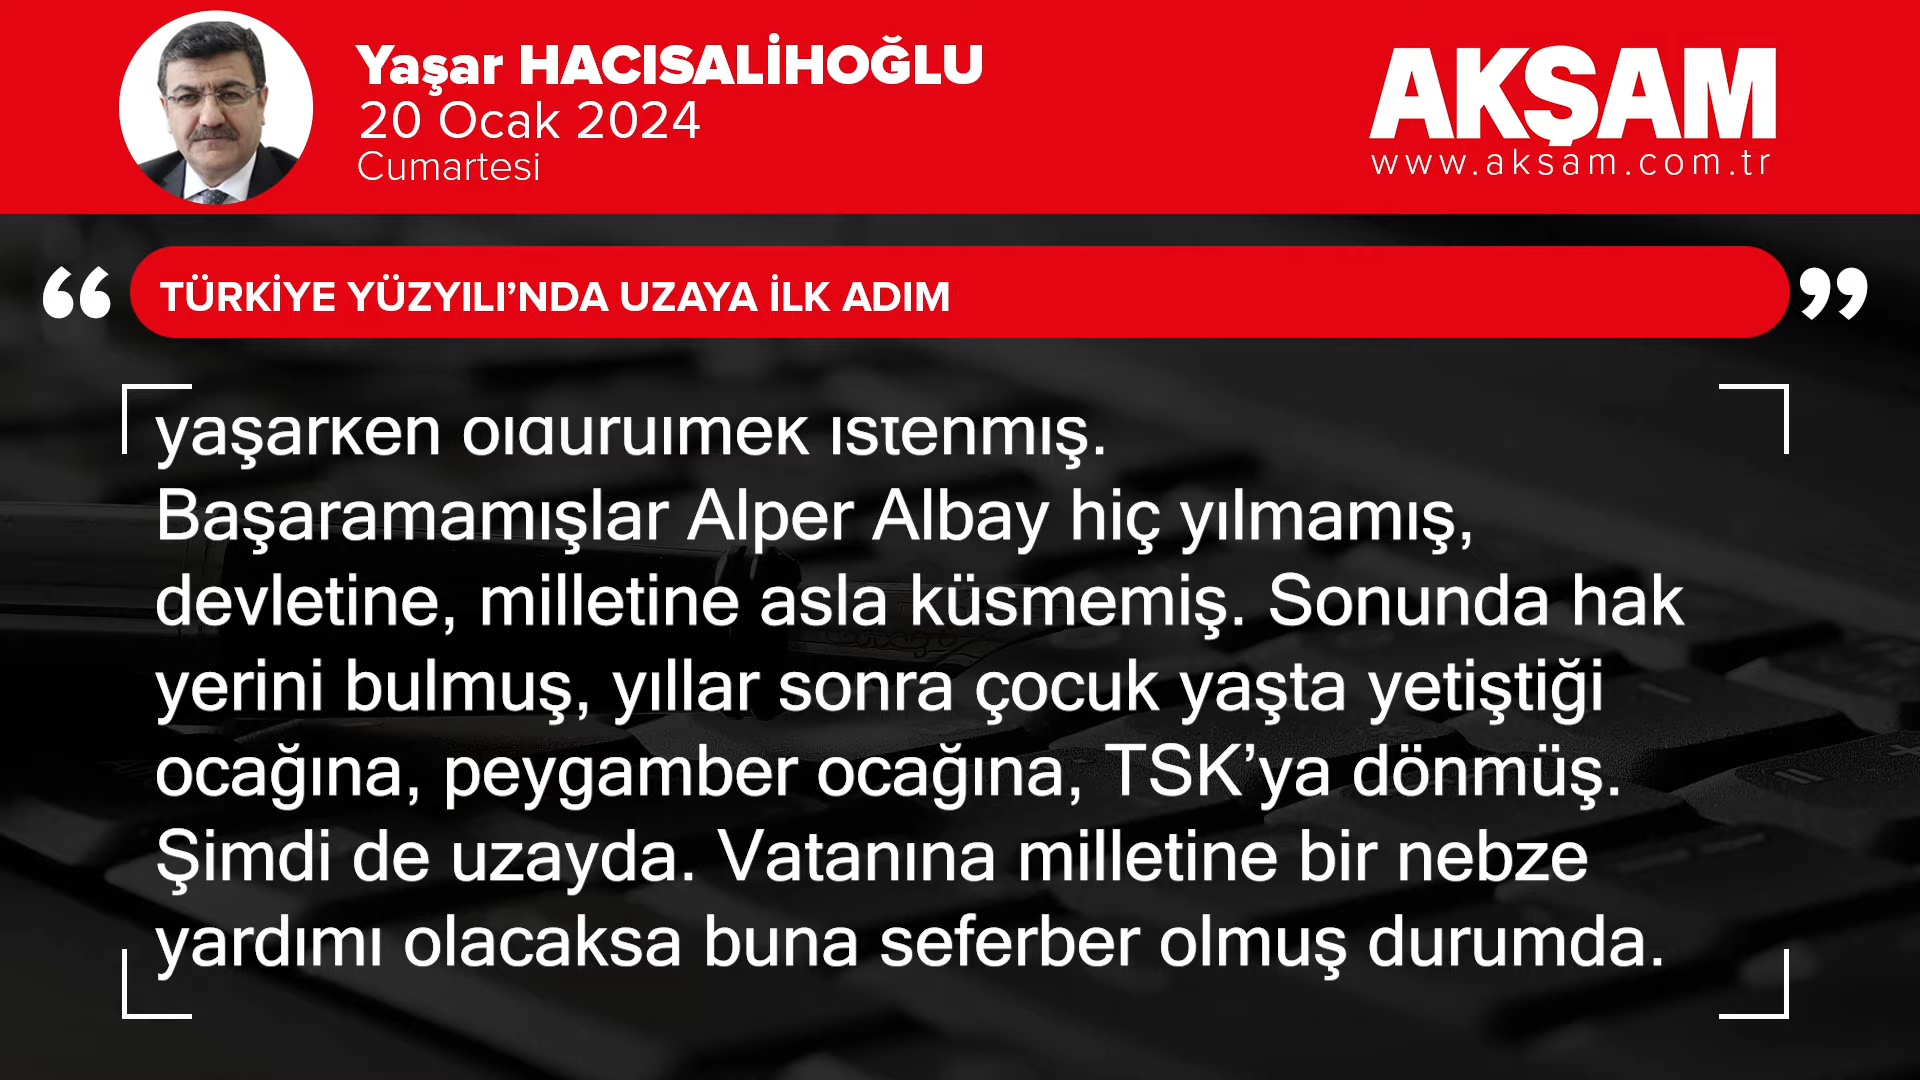 Yaşar HACISALİHOĞLU
20 Ocak 2024
Cumartesi
AKŞAM
www.aksam.com.tr
“ TÜRKİYE YÜZYILI’NDA UZAYA İLK ADIM ”
yaşarken öldürülmek istenmiş.
Başaramamışlar Alper Albay hiç yılmamış,
devletine, milletine asla küsmemiş. Sonunda hak
yerini bulmuş, yıllar sonra çocuk yaşta yetiştiği
ocağına, peygamber ocağına, TSK’ya dönmüş.
Şimdi de uzayda. Vatanına milletine bir nebze
yardımı olacaksa buna seferber olmuş durumda.